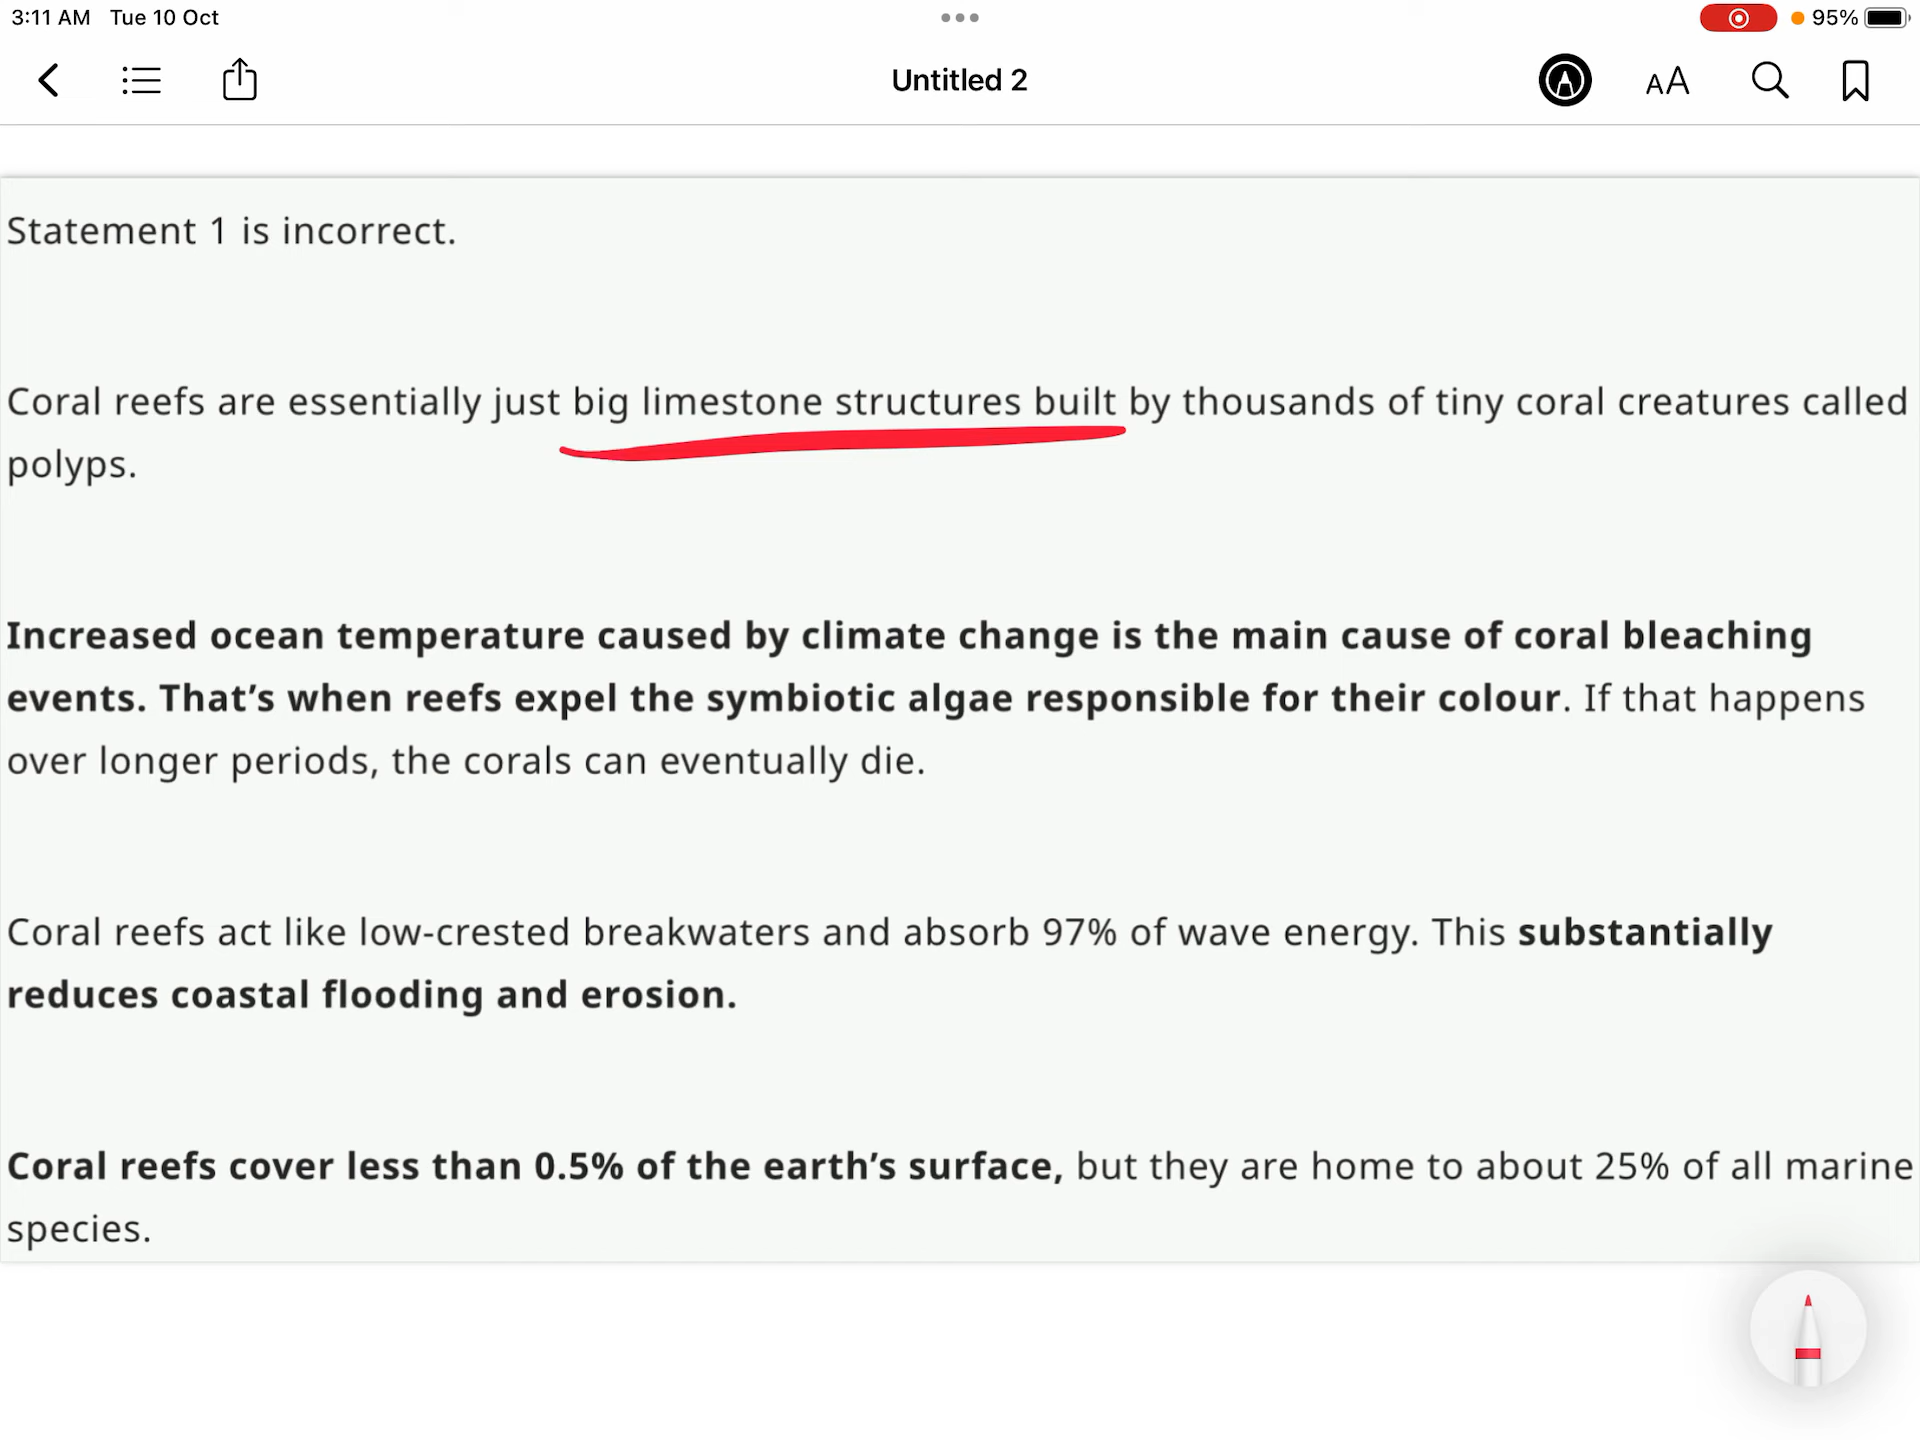 3:11 AM Tue 10 Oct
95%
Untitled 2
AA
Statement 1 is incorrect.
Coral reefs are essentially just big limestone structures built by thousands of tiny coral creatures called
polyps.
Increased ocean temperature caused by climate change is the main cause of coral bleaching
events. That’s when reefs expel the symbiotic algae responsible for their colour. If that happens
over longer periods, the corals can eventually die.
Coral reefs act like low-crested breakwaters and absorb 97% of wave energy. This substantially
reduces coastal flooding and erosion.
Coral reefs cover less than 0.5% of the earth’s surface, but they are home to about 25% of all marine
species.